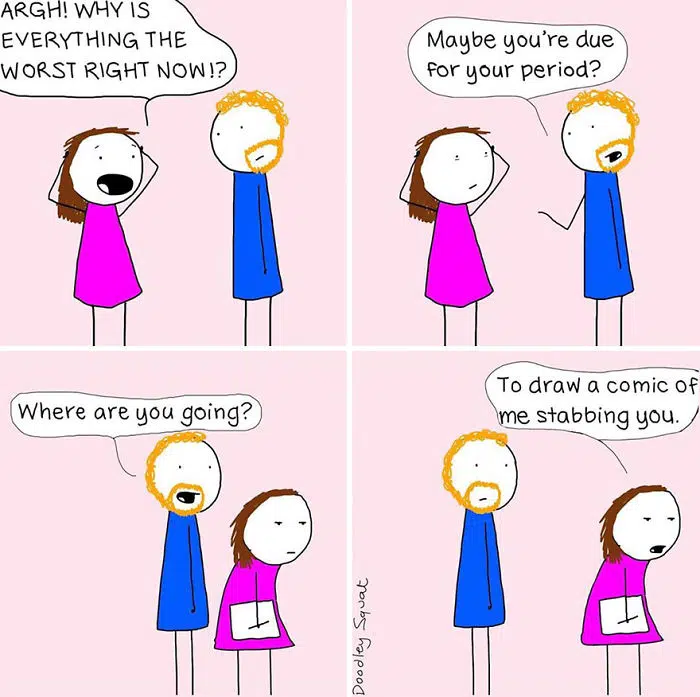 ARGH! WHY IS
EVERYTHING THE
WORST RIGHT NOW!?
Maybe you're due
for your period?
Where are you going?
To draw a comic of
me stabbing you.
Doodley Squat